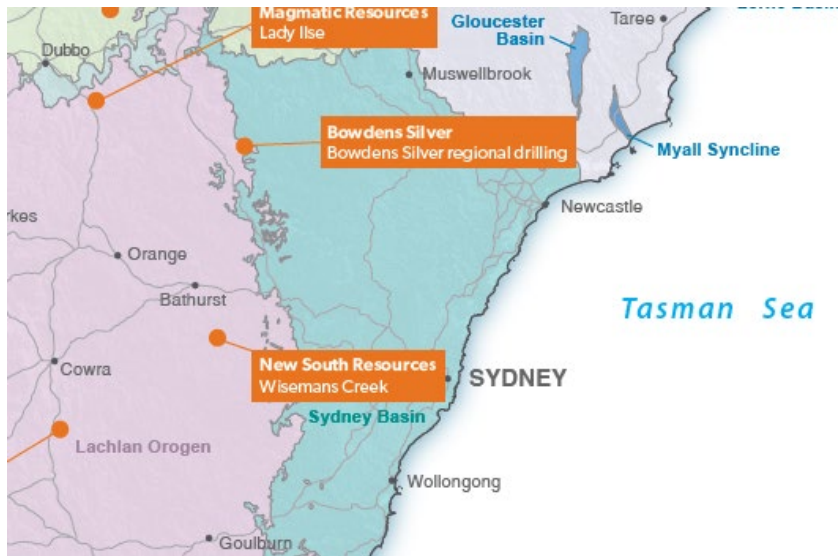 Magmatic Resources
Lady Ilse
Gloucester
Basin
Taree
Dubbo
Muswellbrook
Bowdens Silver
Bowdens Silver regional drilling
Myall Syncline
Newcastle
rkes
Orange
Bathurst
Tasman Sea
Cowra
New South Resources
Wisemans Creek
SYDNEY
Sydney Basin
Lachlan Orogen
Wollongong
Goulburn